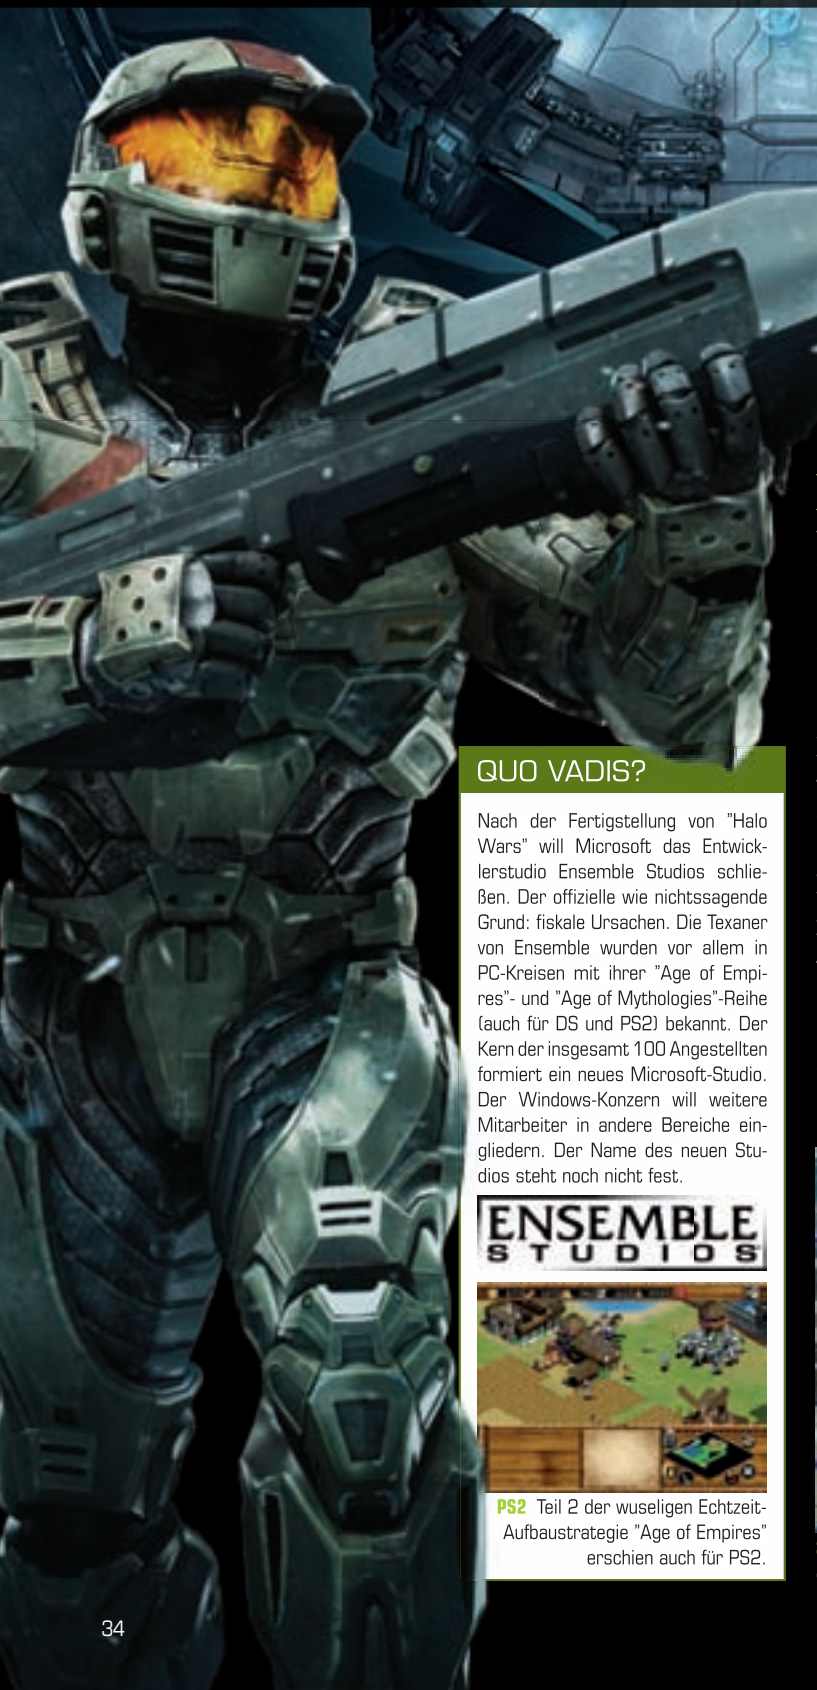 QUO VADIS?
Nach der Fertigstellung von ”Halo
Wars” will Microsoft das Entwick-
lerstudio Ensemble Studios schlie-
ßen. Der offizielle wie nichtssagende
Grund: fiskale Ursachen. Die Texaner
von Ensemble wurden vor allem in
PC-Kreisen mit ihrer ”Age of Empi-
res”- und ”Age of Mythologies”-Reihe
(auch für DS und PS2) bekannt. Der
Kern der insgesamt 100 Angestellten
formiert ein neues Microsoft-Studio.
Der Windows-Konzern will weitere
Mitarbeiter in andere Bereiche ein-
gliedern. Der Name des neuen Stu-
dios steht noch nicht fest.
ENSEMBLE
STUDIOS
PS2 Teil 2 der wuseligen Echtzeit-
Aufbaustrategie ”Age of Empires”
erschien auch für PS2.
34